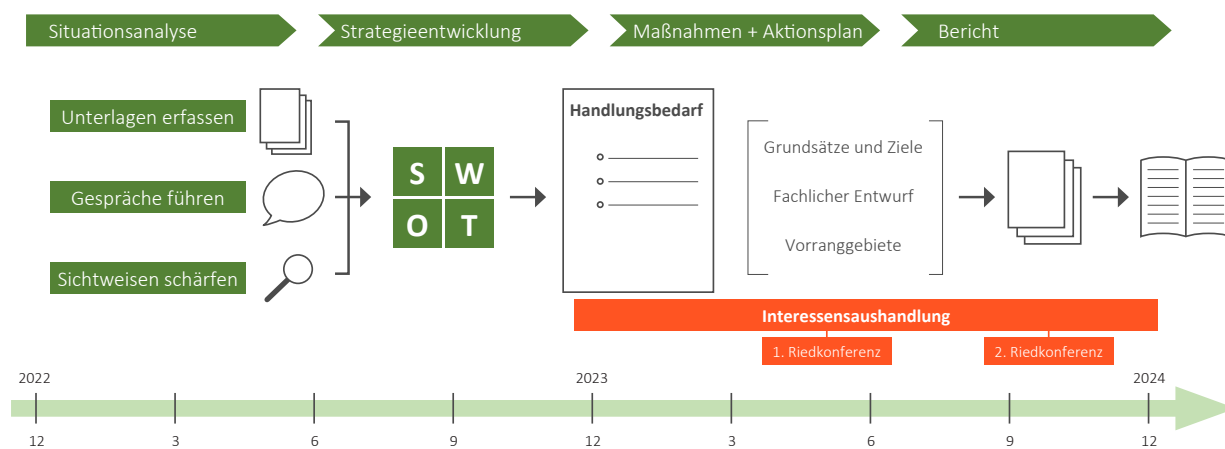 Situationsanalyse
Strategieentwicklung
Maßnahmen + Aktionsplan
Bericht
Unterlagen erfassen
Gespräche führen
Sichtweisen schärfen
S W
O T
Handlungsbedarf
Grundsätze und Ziele
Fachlicher Entwurf
Vorranggebiete
Interessensaushandlung
1. Riedkonferenz
2. Riedkonferenz
2022
2023
2024
12
3
6
9
12
3
6
9
12